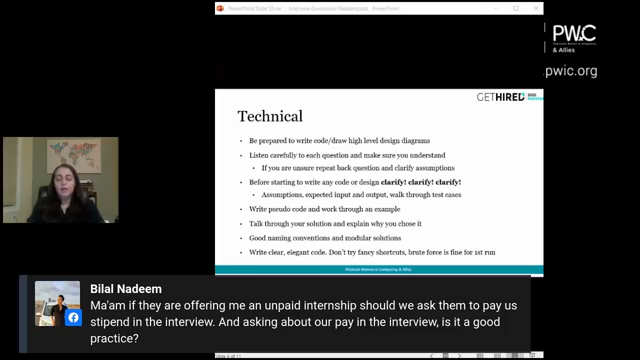 PWiC
& Allies
.pwic.org
GETHIRED 2020
Technical
• Be prepared to write code/draw high level design diagrams
• Listen carefully to each question and make sure you understand
• If you are unsure repeat back question and clarify assumptions
• Before starting to write any code or design clarify! clarify! clarify!
• Assumptions, expected input and output, walk through test cases
• Write pseudo code and work through an example
• Talk through your solution and explain why you chose it
• Good naming conventions and modular solutions
• Write clear, elegant code. Don't try fancy shortcuts, brute force is fine for 1st run
Bilal Nadeem
Ma'am if they are offering me an unpaid internship should we ask them to pay us
stipend in the interview. And asking about our pay in the interview, is it a good
practice?